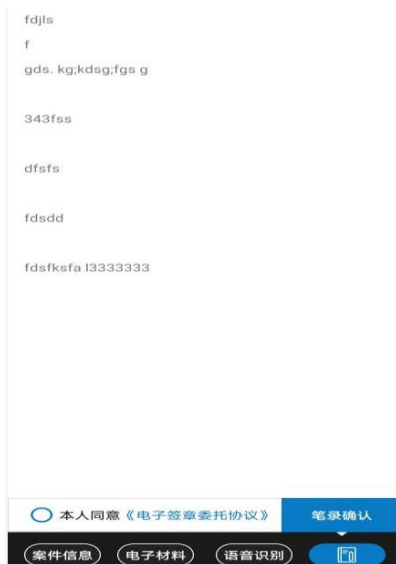 fdjls
f
gds. kg;kdsg;fgs g
343fss
dfsfs
fdsdd
fdsfksfa l3333333
本人同意《电子签章委托协议》 笔录确认
案件信息 电子材料 语音识别